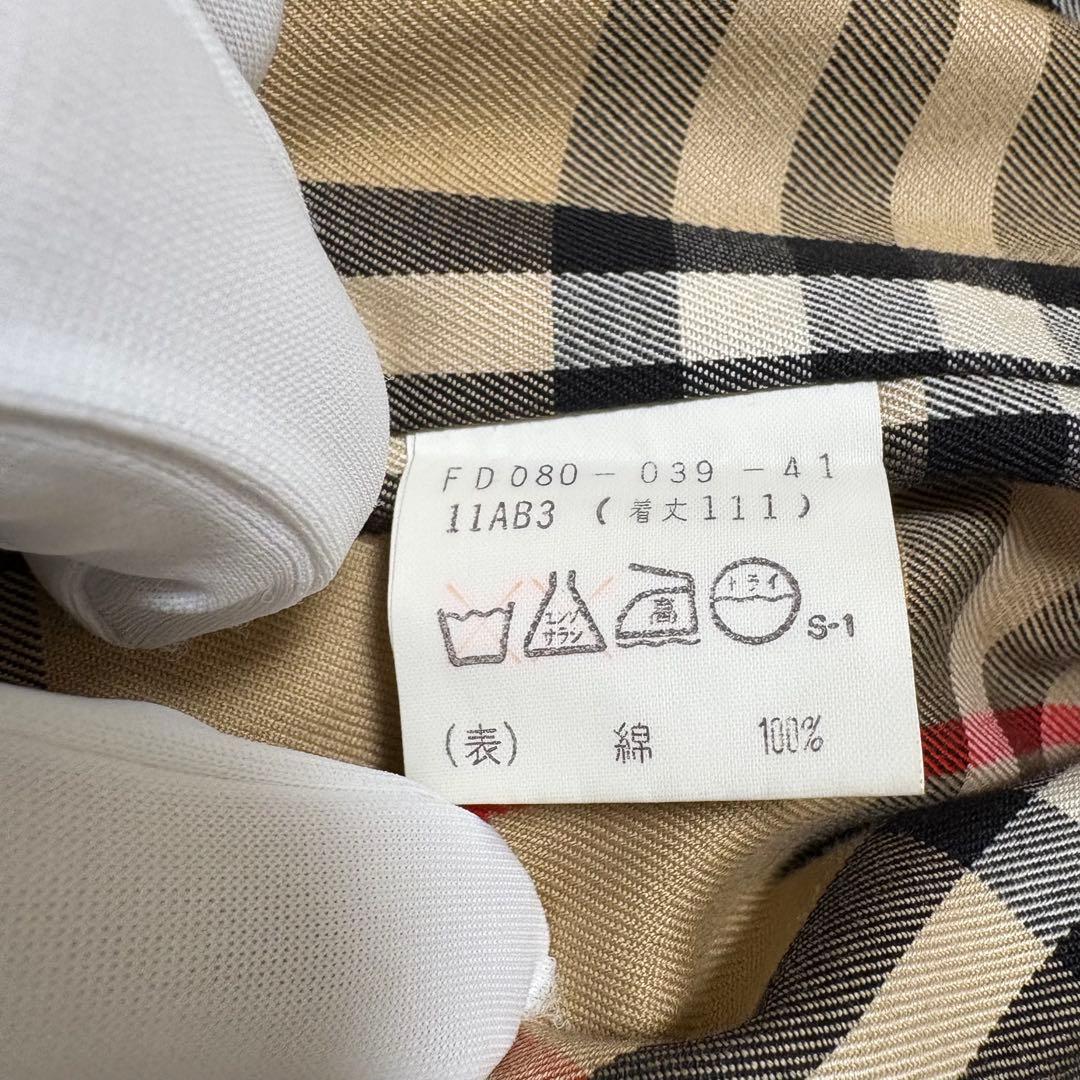 FD080-039-41
11AB3 (着丈111)
エンソ サラシ 高 ドライ S-1
(表) 綿 100%